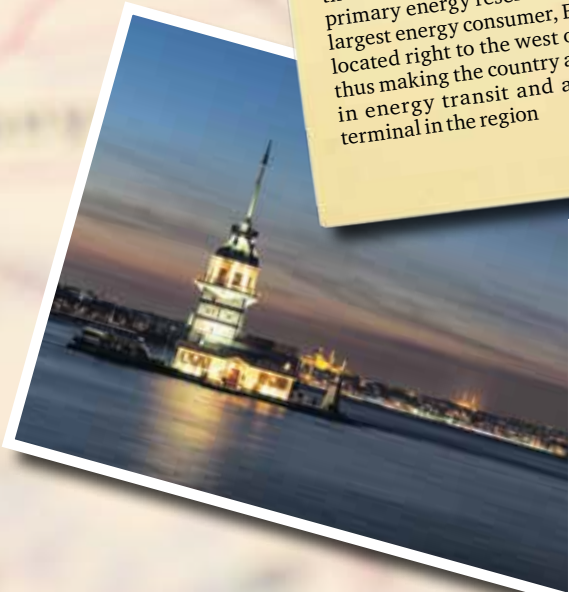 primary energy
largest energy consumer,
located right to the west
thus making the country
in energy transit and
terminal in the region